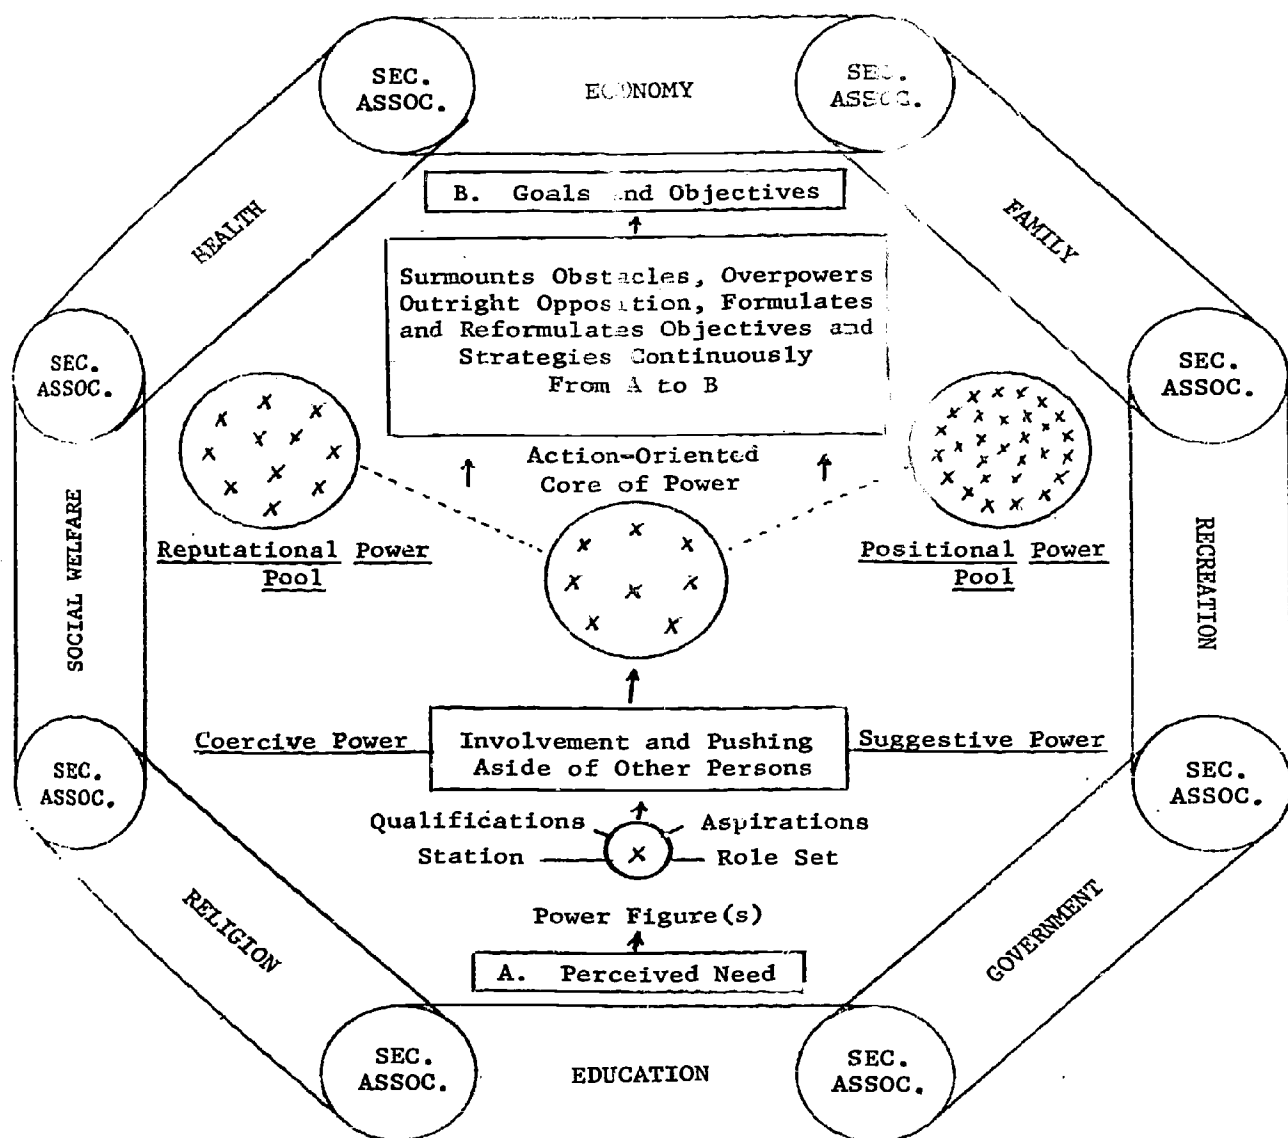 SEC.
ASSOC.
ECONOMY
SEC.
ASSOC.
HEALTH
FAMILY
B. Goals and Objectives
Surmounts Obstacles, Overpowers
Outright Opposition, Formulates
and Reformulates Objectives and
Strategies Continuously
From A to B
SEC.
ASSOC.
SEC.
ASSOC.
Action-Oriented
Core of Power
Reputational Power
Pool
Positional Power
Pool
SOCIAL WELFARE
RECREATION
Coercive Power
Involvement and Pushing
Aside of Other Persons
Suggestive Power
SEC.
ASSOC.
SEC.
ASSOC.
Qualifications
Aspirations
Station
X
Role Set
Power Figure(s)
RELIGION
GOVERNMENT
A. Perceived Need
SEC.
ASSOC.
EDUCATION
SEC.
ASSOC.